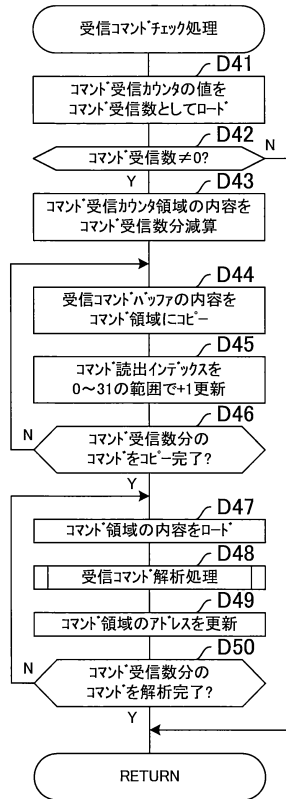 受信コマンドチェック処理
D41
コマンド受信カウンタの値を
コマンド受信数としてロード
D42
コマンド受信数≠0?
N
Y
D43
コマンド受信カウンタ領域の内容を
コマンド受信数分減算
D44
受信コマンドバッファの内容を
コマンド領域にコピー
D45
コマンド読出インデックスを
0～31の範囲で+1更新
D46
N
コマンド受信数分の
コマンドをコピー完了?
Y
D47
コマンド領域の内容をロード
D48
受信コマンド解析処理
D49
コマンド領域のアドレスを更新
D50
N
コマンド受信数分の
コマンドを解析完了?
Y
RETURN